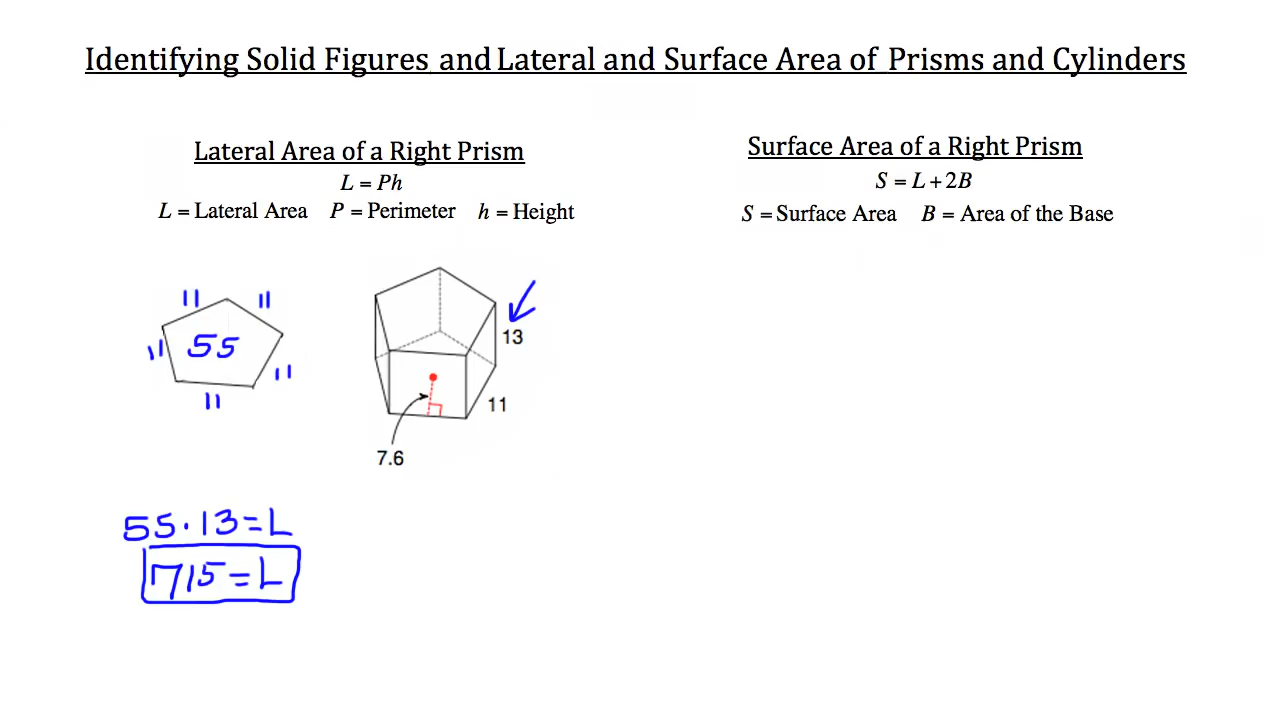 Identifying Solid Figures and Lateral and Surface Area of Prisms and Cylinders
Lateral Area of a Right Prism
L = Ph
L = Lateral Area P = Perimeter h = Height
Surface Area of a Right Prism
S = L + 2B
S = Surface Area B = Area of the Base
11
11
11
55
11
11
13
11
7.6
55·13=L
715=L